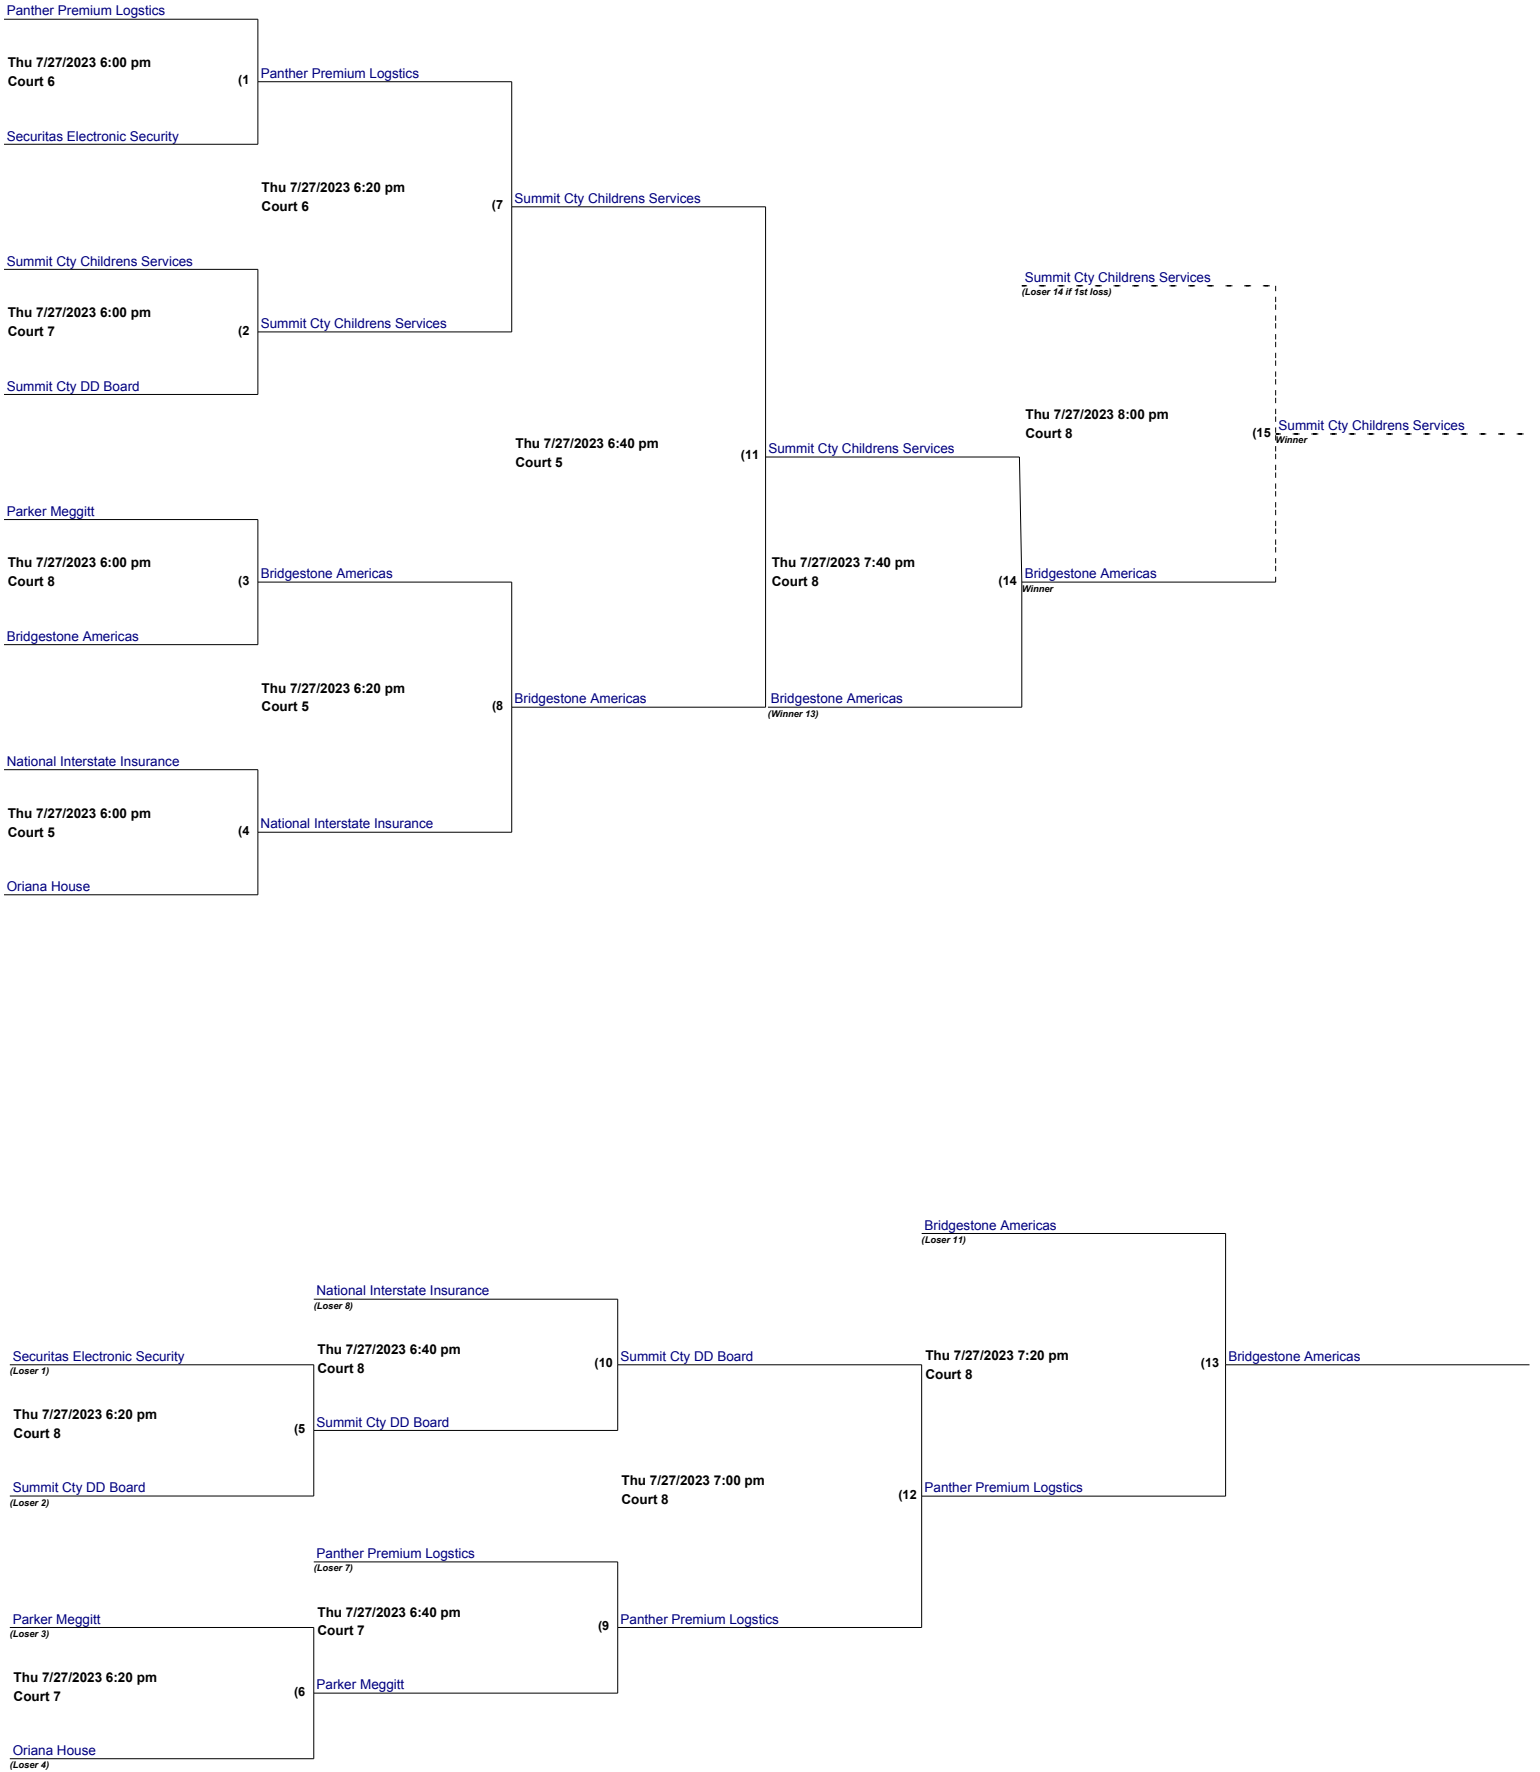 Panther Premium Logstics
Thu 7/27/2023 6:00 pm
Court 6
(1
Panther Premium Logstics
Securitas Electronic Security
Thu 7/27/2023 6:20 pm
Court 6
(7
Summit Cty Childrens Services
Summit Cty Childrens Services
Thu 7/27/2023 6:00 pm
Court 7
(2
Summit Cty Childrens Services
Summit Cty DD Board
Summit Cty Childrens Services
(Loser 14 if 1st loss)
Thu 7/27/2023 8:00 pm
Court 8
(15
Summit Cty Childrens Services
Winner
Thu 7/27/2023 6:40 pm
Court 5
(11
Summit Cty Childrens Services
Parker Meggitt
Thu 7/27/2023 6:00 pm
Court 8
(3
Bridgestone Americas
Thu 7/27/2023 7:40 pm
Court 8
(14
Bridgestone Americas
Winner
Bridgestone Americas
Thu 7/27/2023 6:20 pm
Court 5
(8
Bridgestone Americas
Bridgestone Americas
(Winner 13)
National Interstate Insurance
Thu 7/27/2023 6:00 pm
Court 5
(4
National Interstate Insurance
Oriana House
Bridgestone Americas
(Loser 11)
National Interstate Insurance
(Loser 8)
Securitas Electronic Security
(Loser 1)
Thu 7/27/2023 6:40 pm
Court 8
(10
Summit Cty DD Board
Thu 7/27/2023 7:20 pm
Court 8
(13
Bridgestone Americas
Thu 7/27/2023 6:20 pm
Court 8
(5
Summit Cty DD Board
Summit Cty DD Board
(Loser 2)
Thu 7/27/2023 7:00 pm
Court 8
(12
Panther Premium Logstics
Panther Premium Logstics
(Loser 7)
Parker Meggitt
(Loser 3)
Thu 7/27/2023 6:40 pm
Court 7
(9
Panther Premium Logstics
Thu 7/27/2023 6:20 pm
Court 7
(6
Parker Meggitt
Oriana House
(Loser 4)